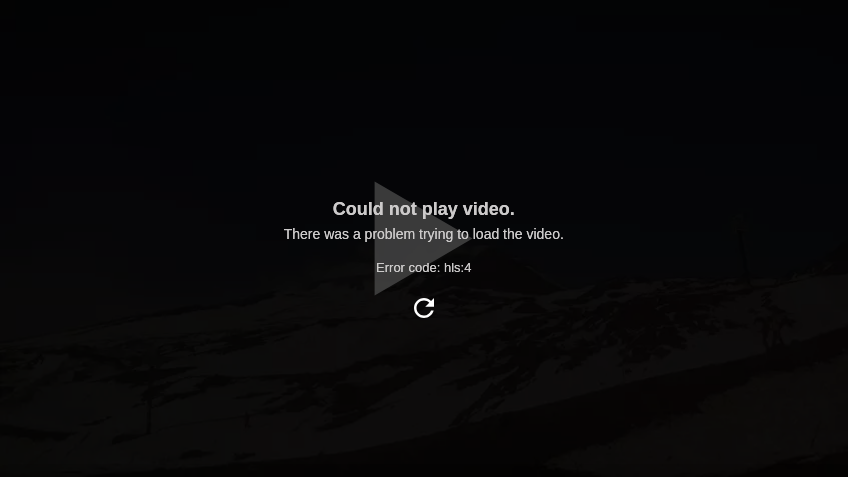 Could not play video.
There was a problem trying to load the video.
Error code: hls:4